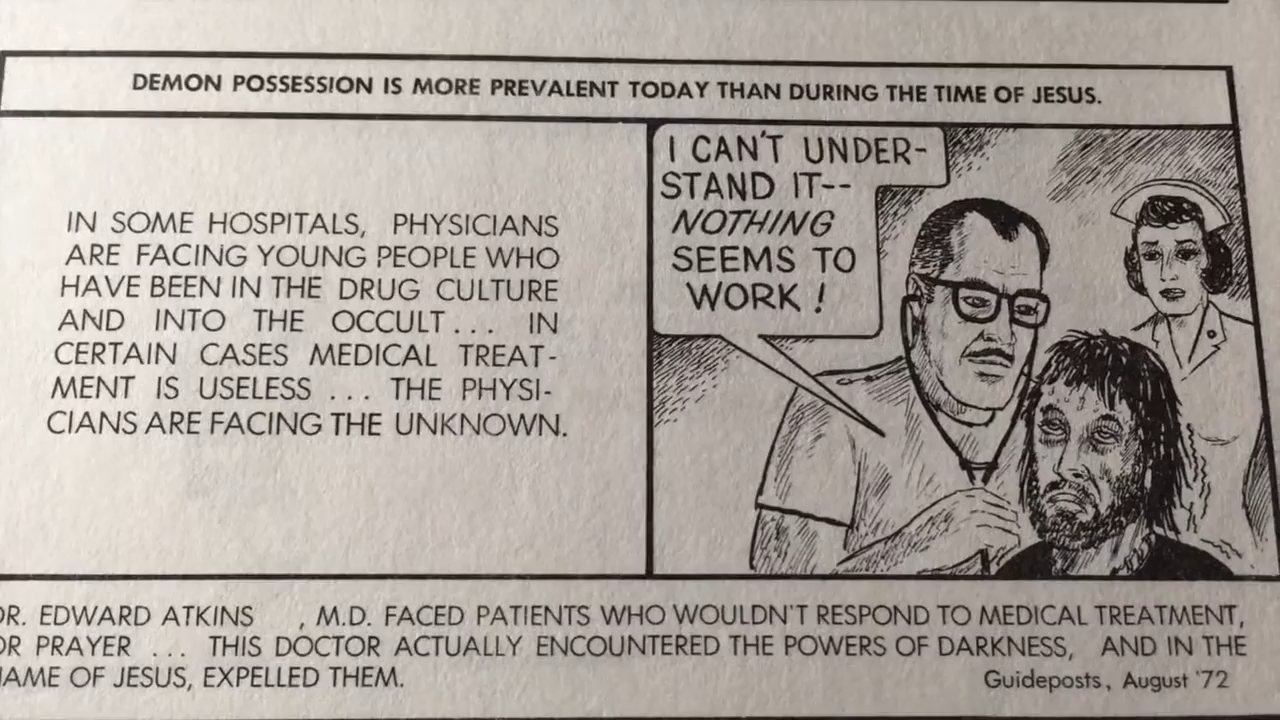 DEMON POSSESSION IS MORE PREVALENT TODAY THAN DURING THE TIME OF JESUS.
IN SOME HOSPITALS, PHYSICIANS
ARE FACING YOUNG PEOPLE WHO
HAVE BEEN IN THE DRUG CULTURE
AND INTO THE OCCULT... IN
CERTAIN CASES MEDICAL TREAT-
MENT IS USELESS ... THE PHYSI-
CIANS ARE FACING THE UNKNOWN.
I CAN'T UNDER-
STAND IT--
NOTHING
SEEMS TO
WORK!
DR. EDWARD ATKINS , M.D. FACED PATIENTS WHO WOULDN'T RESPOND TO MEDICAL TREATMENT,
OR PRAYER ... THIS DOCTOR ACTUALLY ENCOUNTERED THE POWERS OF DARKNESS, AND IN THE
NAME OF JESUS, EXPELLED THEM.
Guideposts, August '72